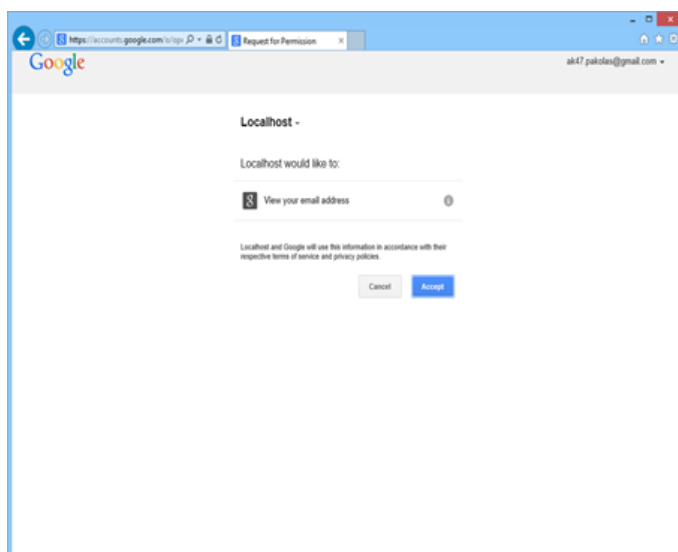 https://accounts.google.com/o/ope
Request for Permission
Google
ak47.pakolas@gmail.com
Localhost
Localhost would like to:
8 View your email address
Localhost and Google will use this information in accordance with their
respective terms of service and privacy policies.
Cancel Accept